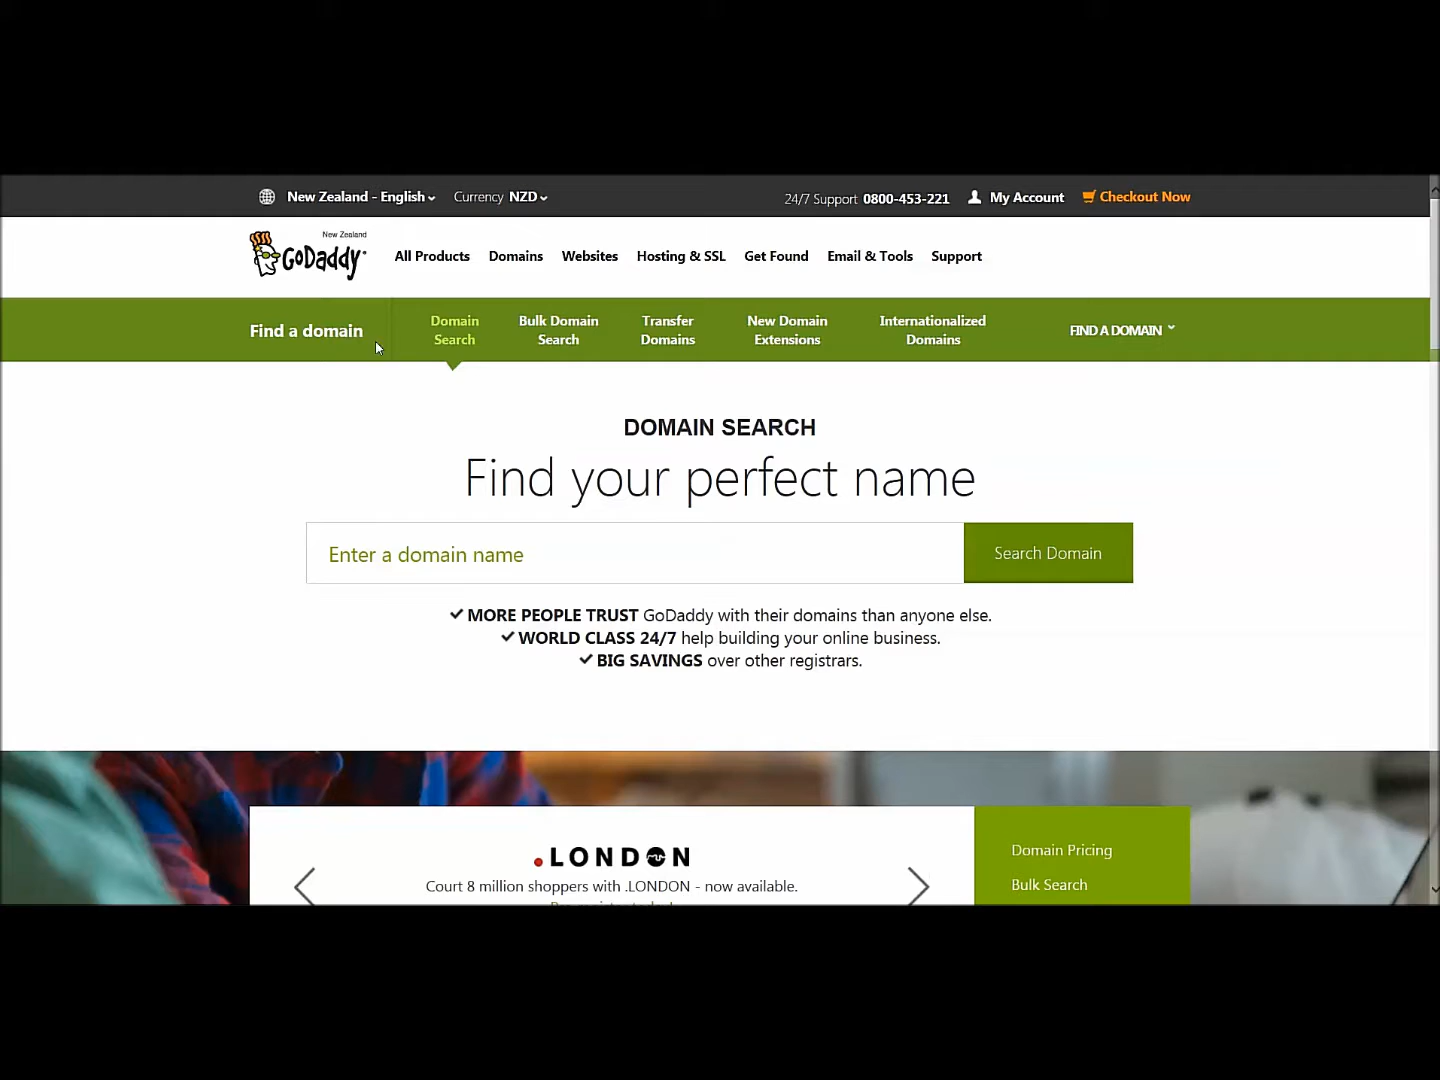 New Zealand - English
Currency NZD
24/7 Support 0800-453-221
My Account
Checkout Now
New Zealand
GoDaddy
All Products
Domains
Websites
Hosting & SSL
Get Found
Email & Tools
Support
Find a domain
Domain
Search
Bulk Domain
Search
Transfer
Domains
New Domain
Extensions
Internationalized
Domains
FIND A DOMAIN
DOMAIN SEARCH
Find your perfect name
Enter a domain name
Search Domain
MORE PEOPLE TRUST GoDaddy with their domains than anyone else.
WORLD CLASS 24/7 help building your online business.
BIG SAVINGS over other registrars.
.LONDON
Court 8 million shoppers with .LONDON - now available.
Domain Pricing
Bulk Search